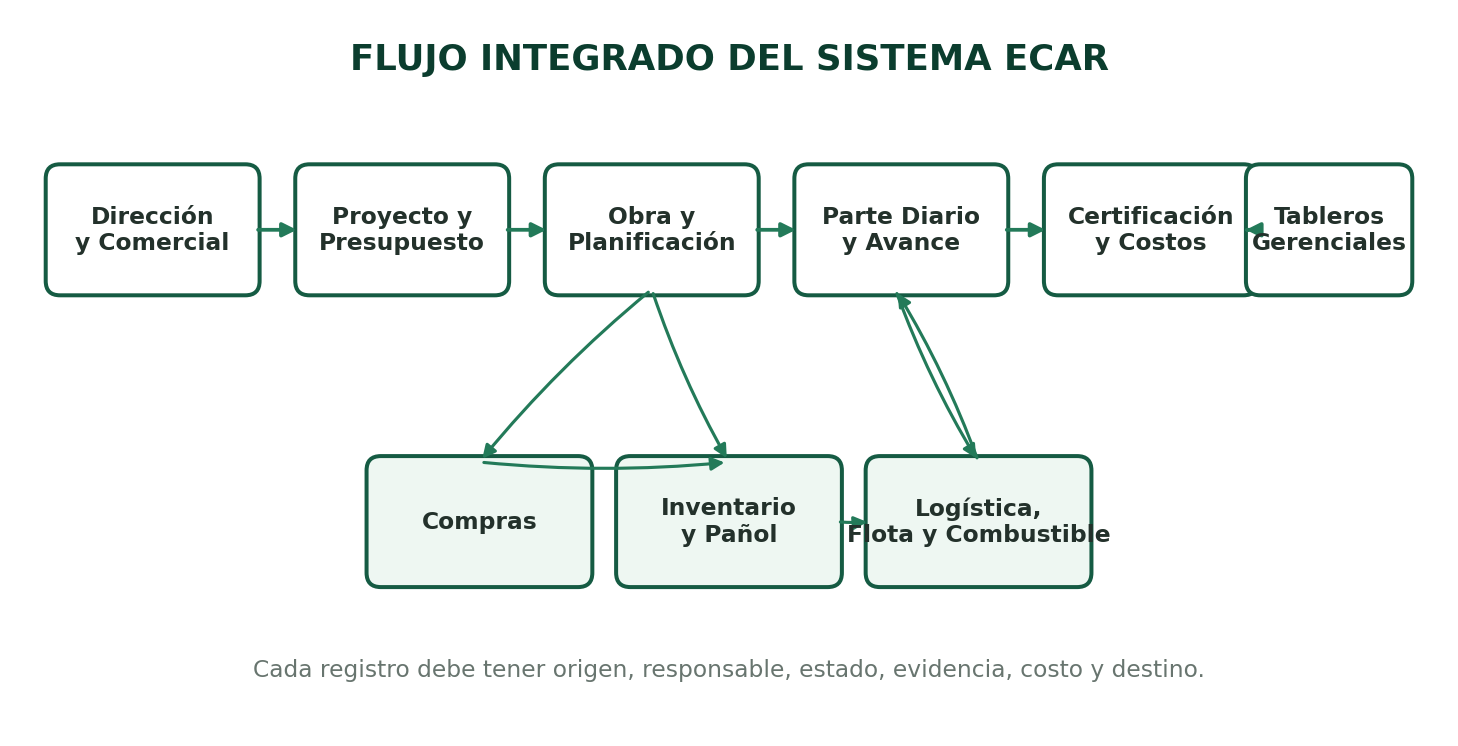 FLUJO INTEGRADO DEL SISTEMA ECAR
Dirección
y Comercial
Proyecto y
Presupuesto
Obra y
Planificación
Parte Diario
y Avance
Certificación
y Costos
Tableros
Gerenciales
Compras
Inventario
y Pañol
Logística,
Flota y Combustible
Cada registro debe tener origen, responsable, estado, evidencia, costo y destino.